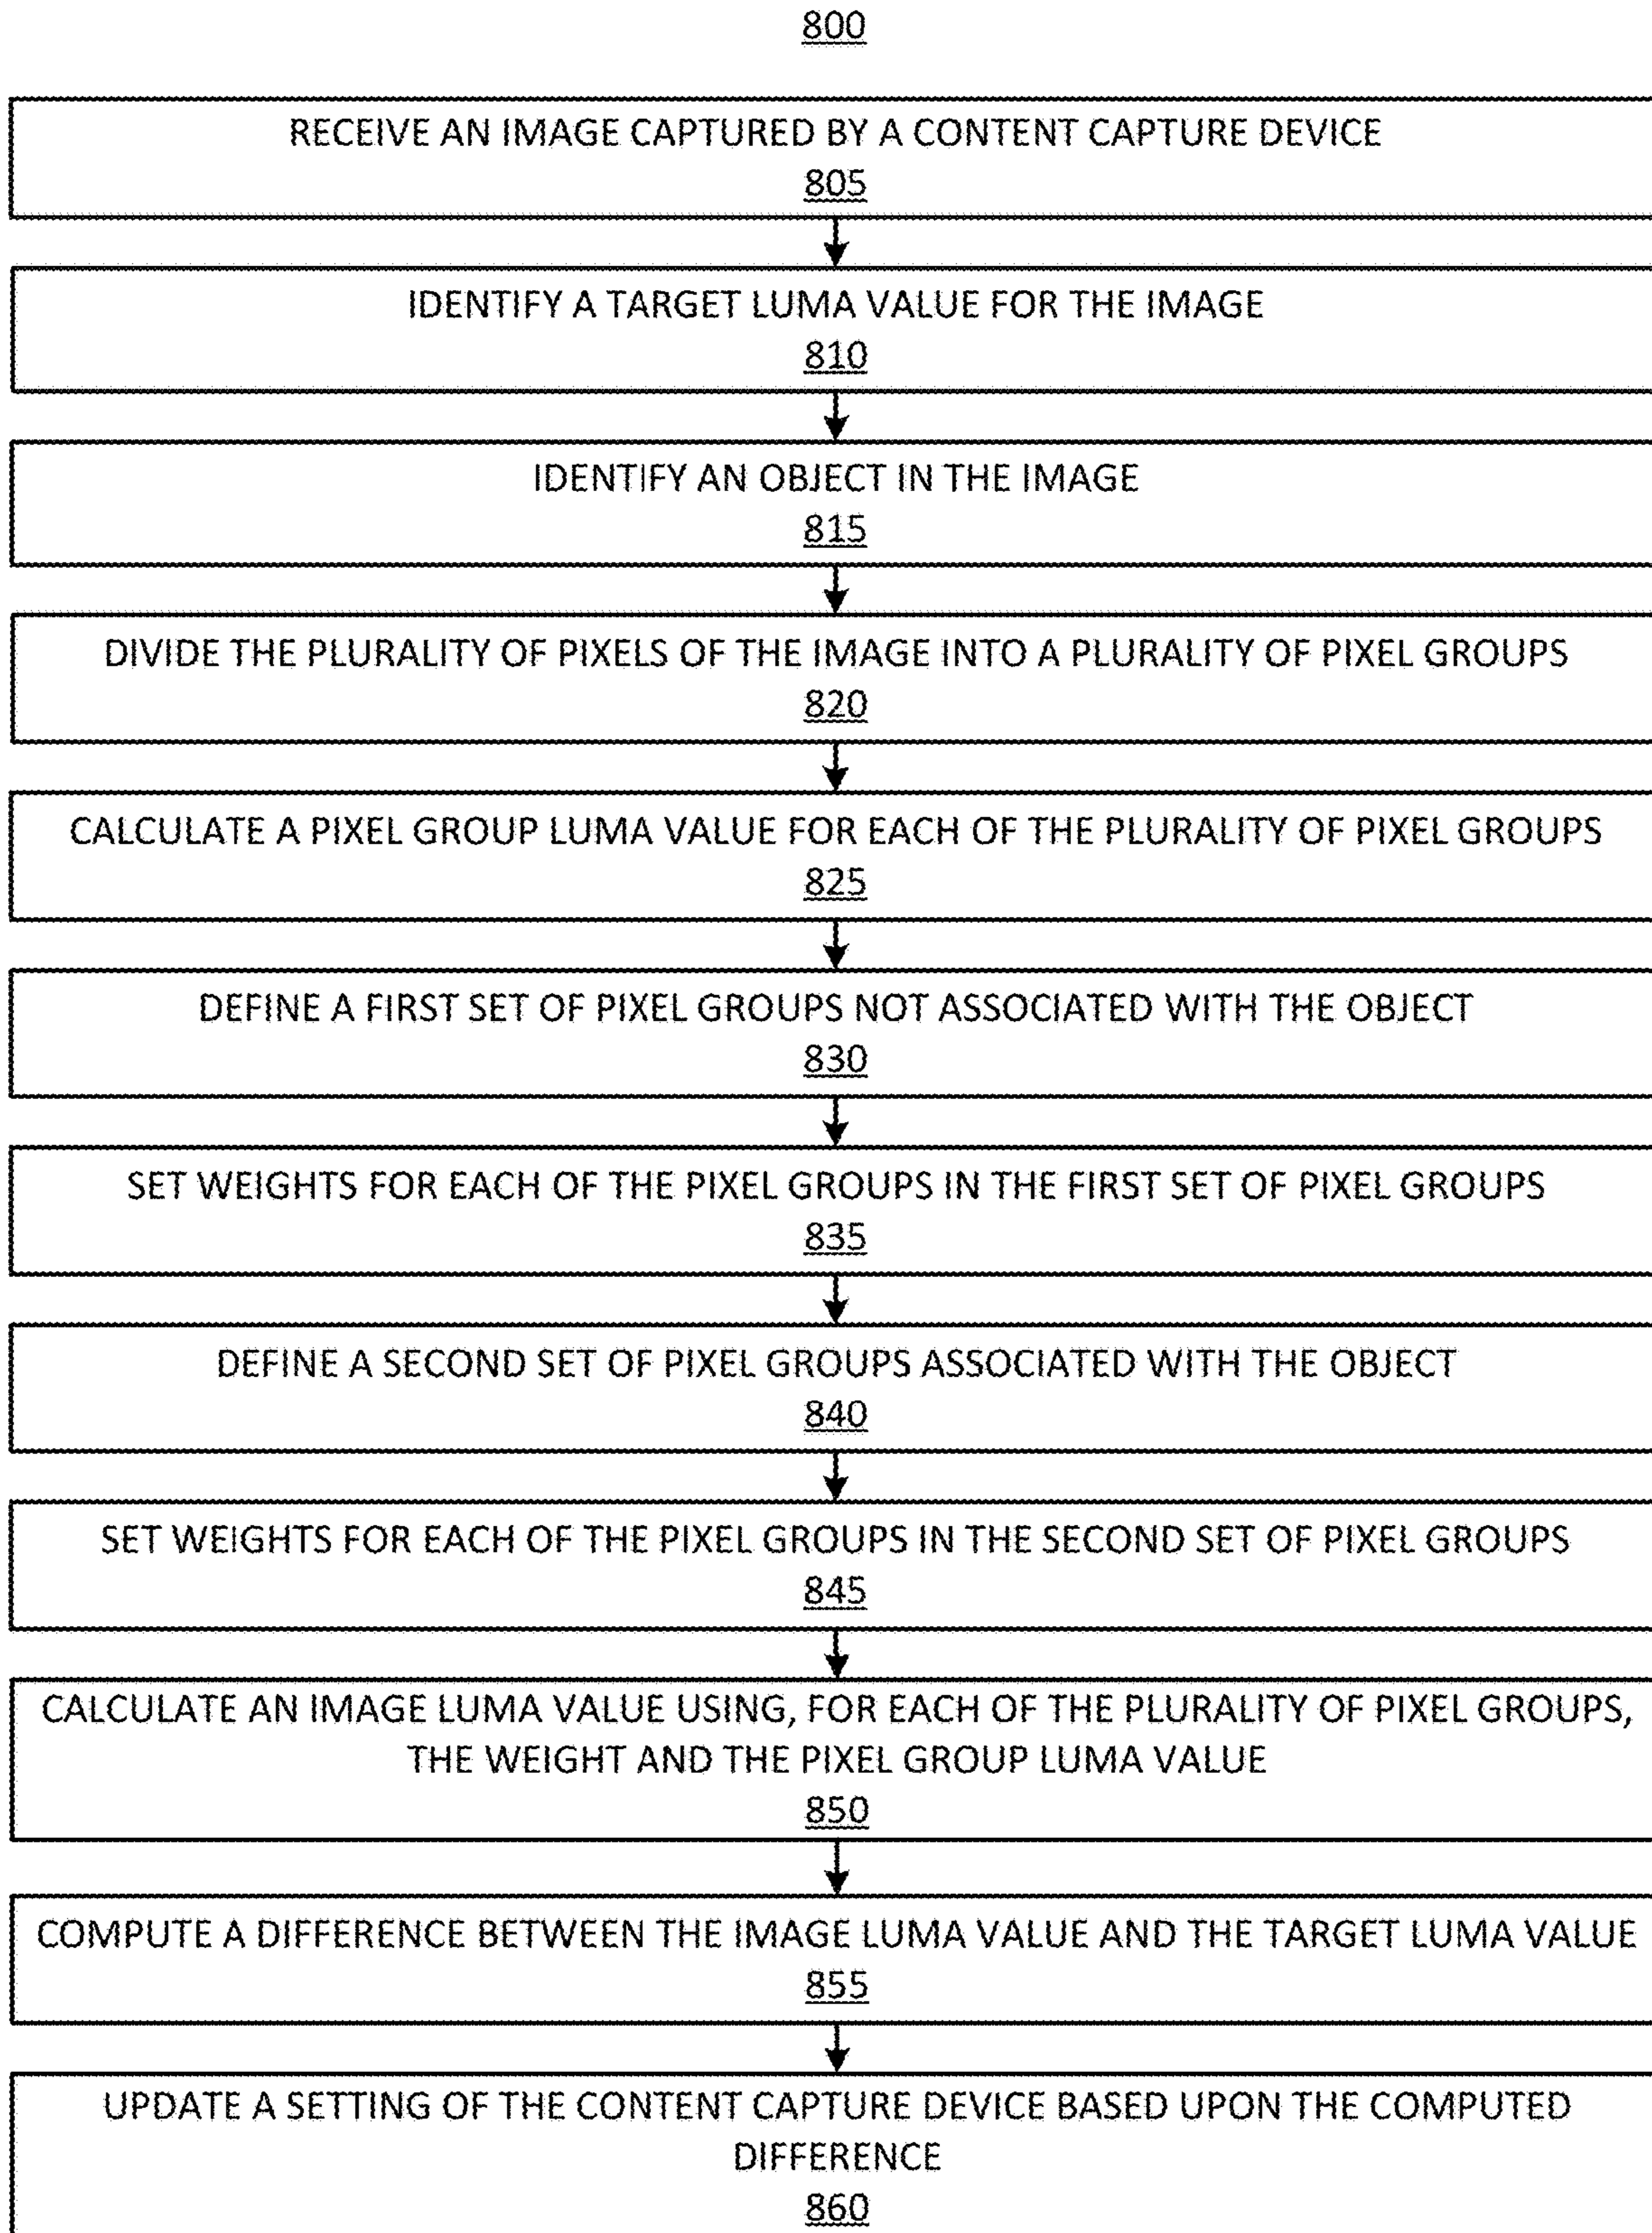 800
RECEIVE AN IMAGE CAPTURED BY A CONTENT CAPTURE DEVICE
805
IDENTIFY A TARGET LUMA VALUE FOR THE IMAGE
810
IDENTIFY AN OBJECT IN THE IMAGE
815
DIVIDE THE PLURALITY OF PIXELS OF THE IMAGE INTO A PLURALITY OF PIXEL GROUPS
820
CALCULATE A PIXEL GROUP LUMA VALUE FOR EACH OF THE PLURALITY OF PIXEL GROUPS
825
DEFINE A FIRST SET OF PIXEL GROUPS NOT ASSOCIATED WITH THE OBJECT
830
SET WEIGHTS FOR EACH OF THE PIXEL GROUPS IN THE FIRST SET OF PIXEL GROUPS
835
DEFINE A SECOND SET OF PIXEL GROUPS ASSOCIATED WITH THE OBJECT
840
SET WEIGHTS FOR EACH OF THE PIXEL GROUPS IN THE SECOND SET OF PIXEL GROUPS
845
CALCULATE AN IMAGE LUMA VALUE USING, FOR EACH OF THE PLURALITY OF PIXEL GROUPS,
THE WEIGHT AND THE PIXEL GROUP LUMA VALUE
850
COMPUTE A DIFFERENCE BETWEEN THE IMAGE LUMA VALUE AND THE TARGET LUMA VALUE
855
UPDATE A SETTING OF THE CONTENT CAPTURE DEVICE BASED UPON THE COMPUTED
DIFFERENCE
860